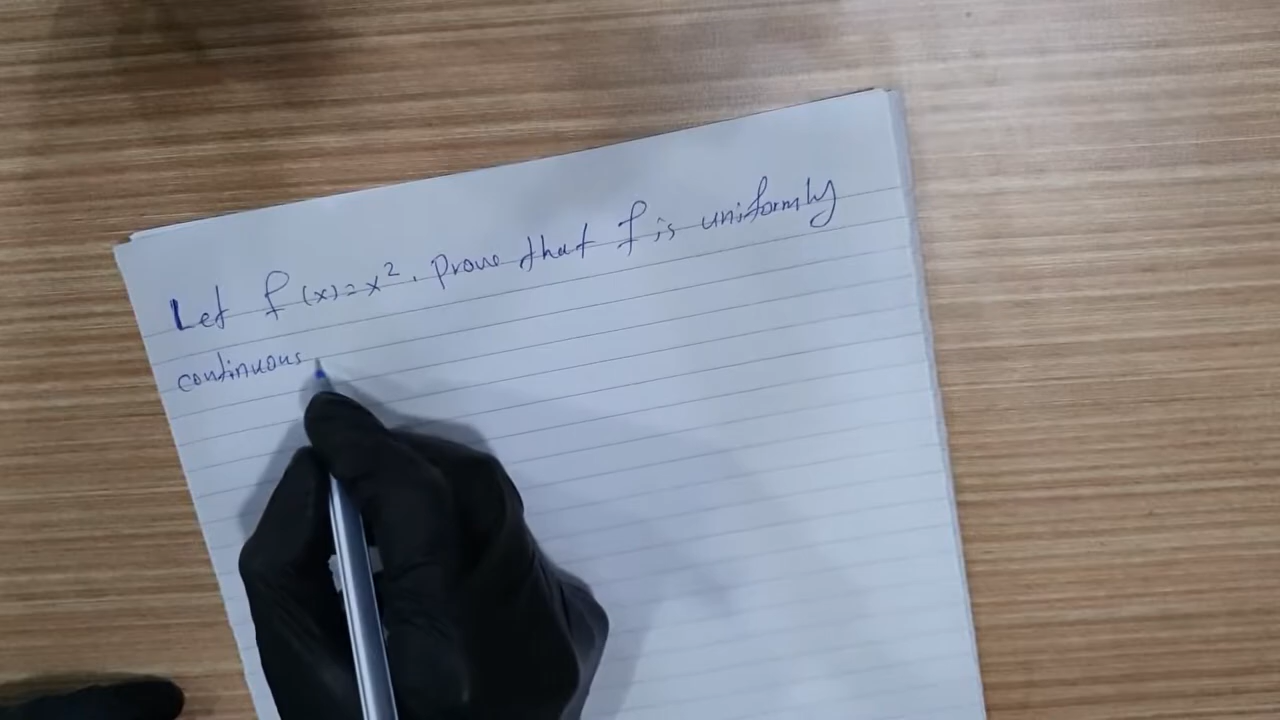 Let f(x)=x². Prove that f is uniformly
continuous